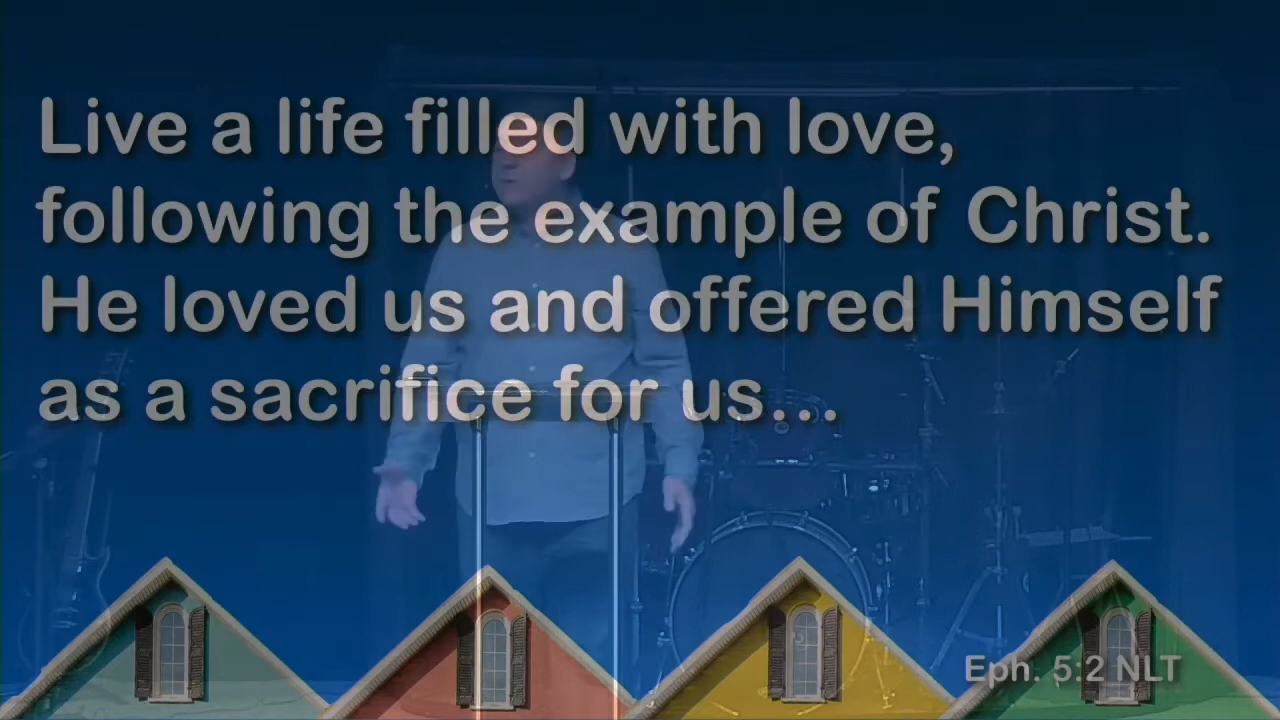 Live a life filled with love,
following the example of Christ.
He loved us and offered Himself
as a sacrifice for us…
Eph. 5:2 NLT